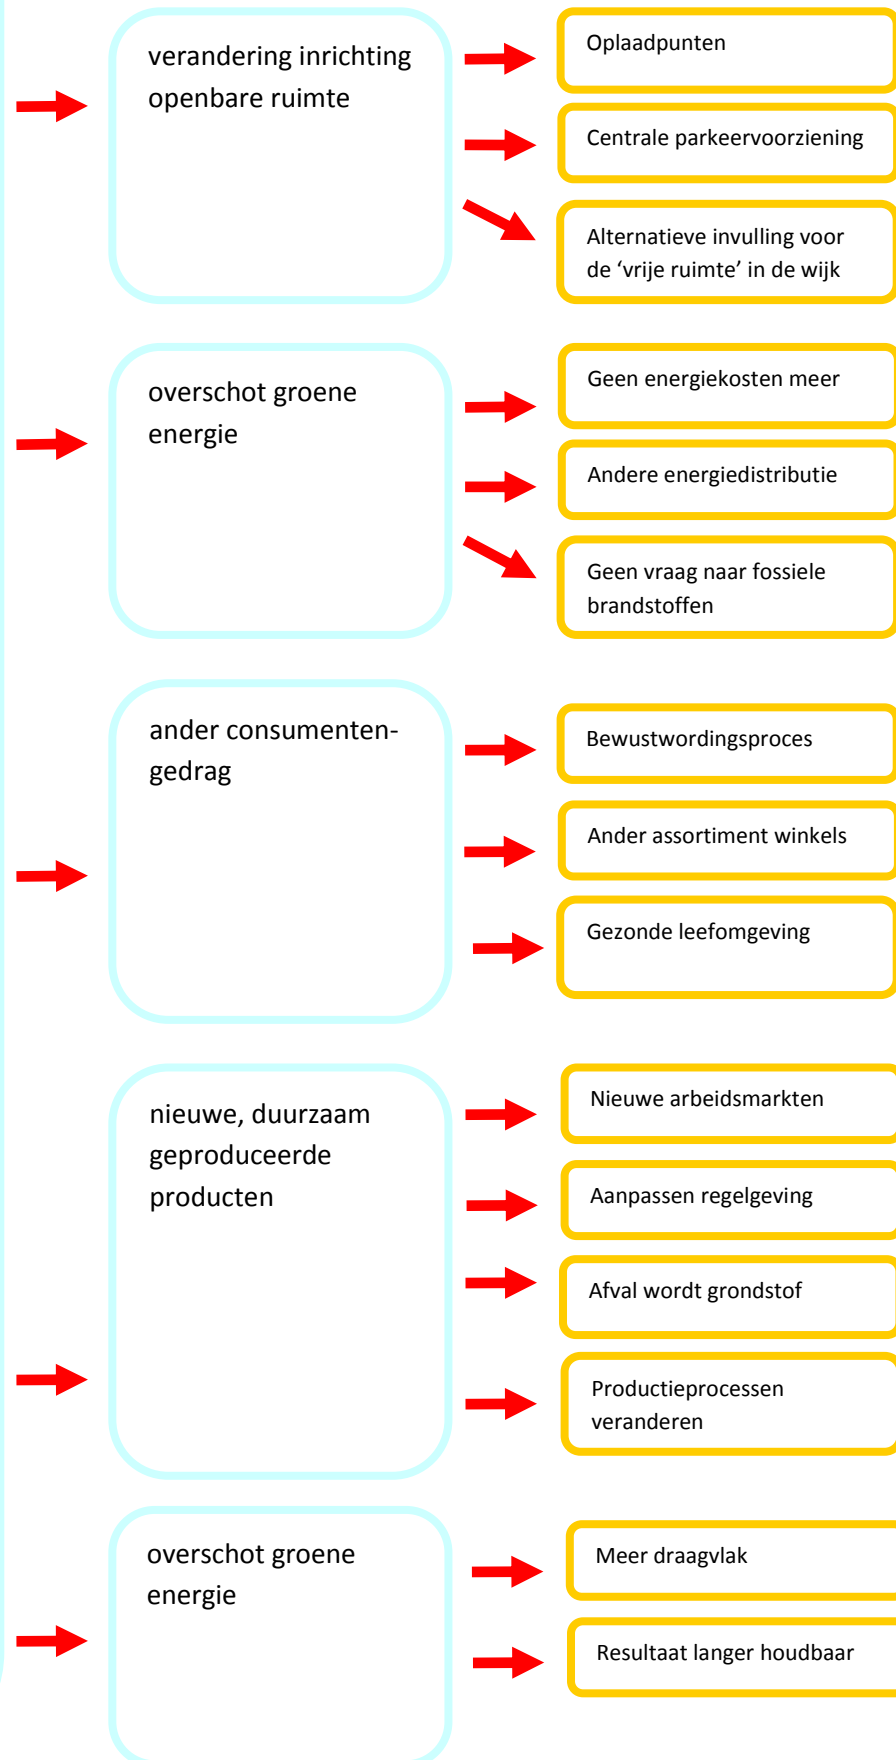 verandering inrichting
openbare ruimte
Oplaadpunten
Centrale parkeervoorziening
Alternatieve invulling voor
de ‘vrije ruimte’ in de wijk
overschot groene
energie
Geen energiekosten meer
Andere energiedistributie
Geen vraag naar fossiele
brandstoffen
ander consumenten-
gedrag
Bewustwordingsproces
Ander assortiment winkels
Gezonde leefomgeving
nieuwe, duurzaam
geproduceerde
producten
Nieuwe arbeidsmarkten
Aanpassen regelgeving
Afval wordt grondstof
Productieprocessen
veranderen
overschot groene
energie
Meer draagvlak
Resultaat langer houdbaar